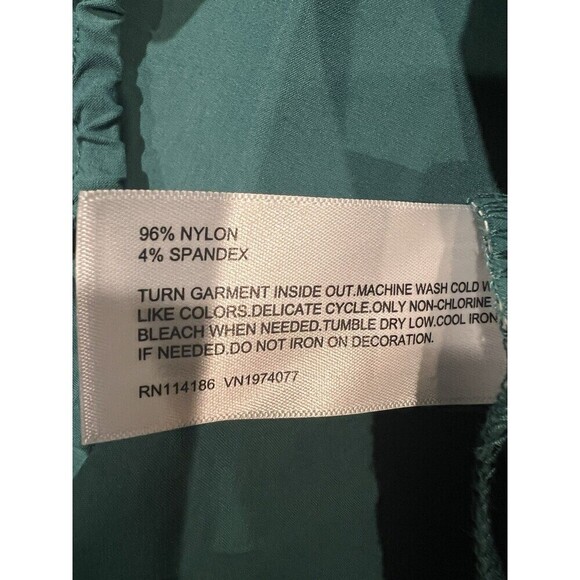 96% NYLON
4% SPANDEX
TURN GARMENT INSIDE OUT.MACHINE WASH COLD W
LIKE COLORS.DELICATE CYCLE.ONLY NON-CHLORINE
BLEACH WHEN NEEDED.TUMBLE DRY LOW.COOL IRON
IF NEEDED.DO NOT IRON ON DECORATION.
RN114186 VN1974077